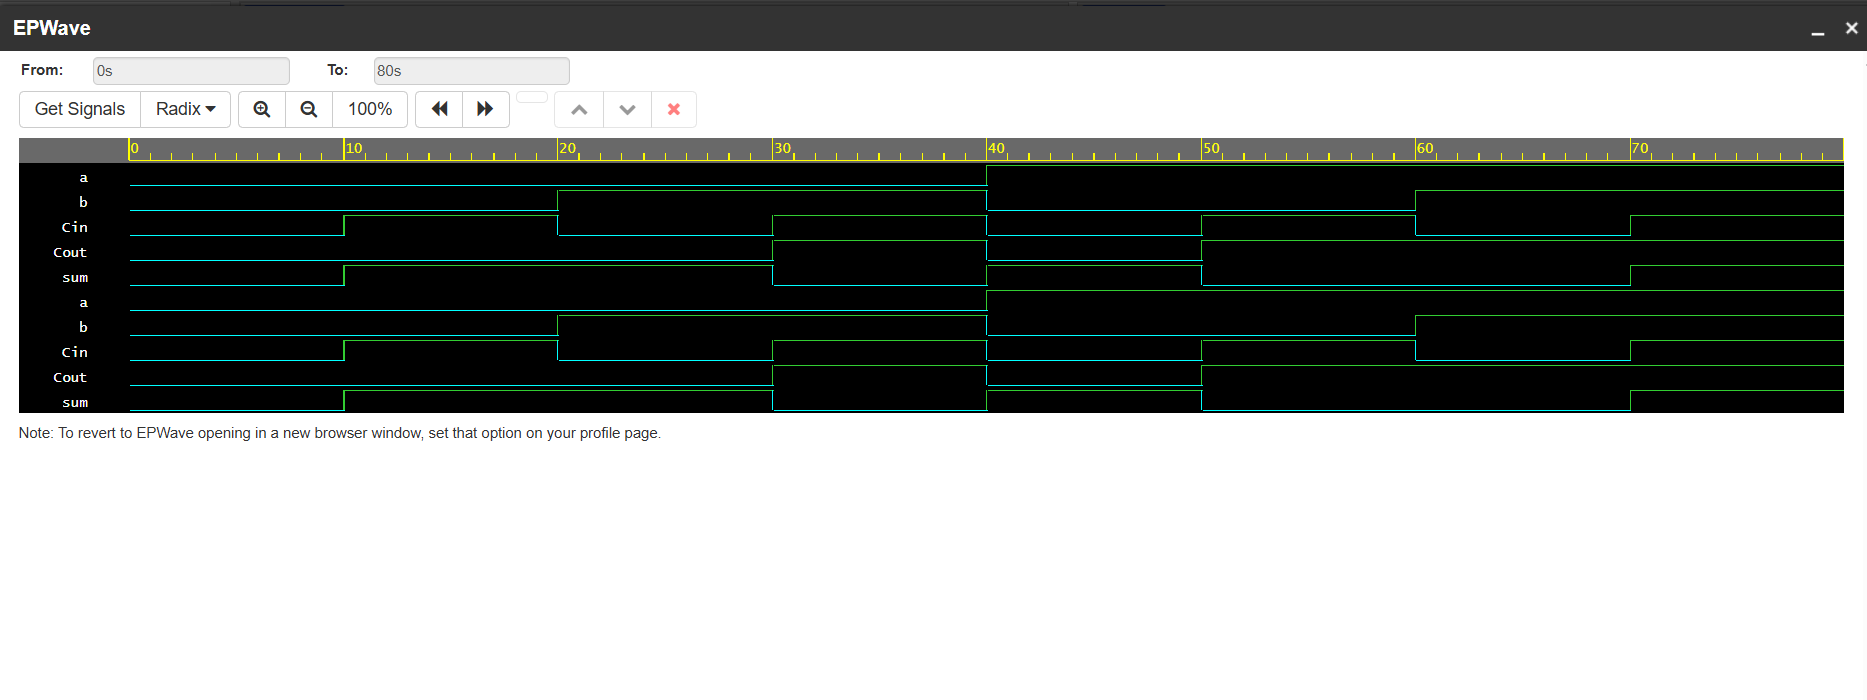 EPWave
From: 0s To: 80s
Get Signals Radix 100%
0 10 20 30 40 50 60 70
a
b
Cin
Cout
sum
a
b
Cin
Cout
sum
Note: To revert to EPWave opening in a new browser window, set that option on your profile page.